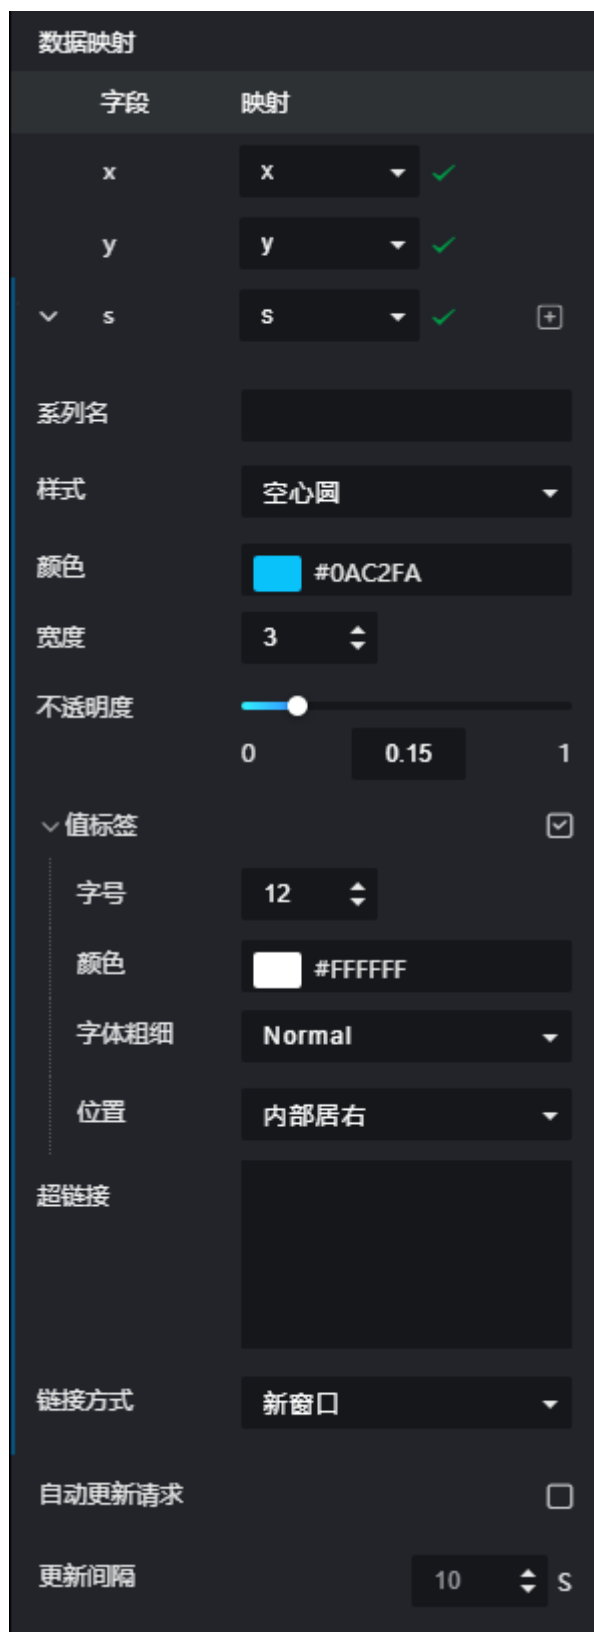 数据映射
字段 映射
x x
y y
s s
系列名
样式 空心圆
颜色 #0AC2FA
宽度 3
不透明度
0 0.15 1
值标签
字号 12
颜色 #FFFFFF
字体粗细 Normal
位置 内部居右
超链接
链接方式 新窗口
自动更新请求
更新间隔 10 S